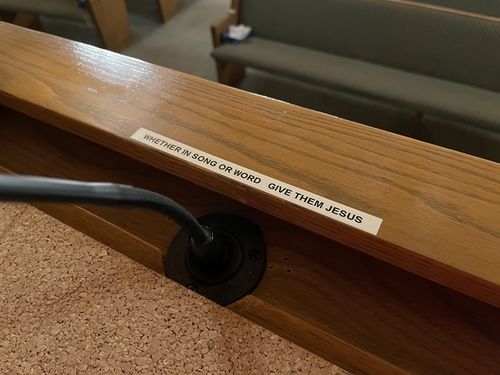 WHETHER IN SONG OR WORD GIVE THEM JESUS